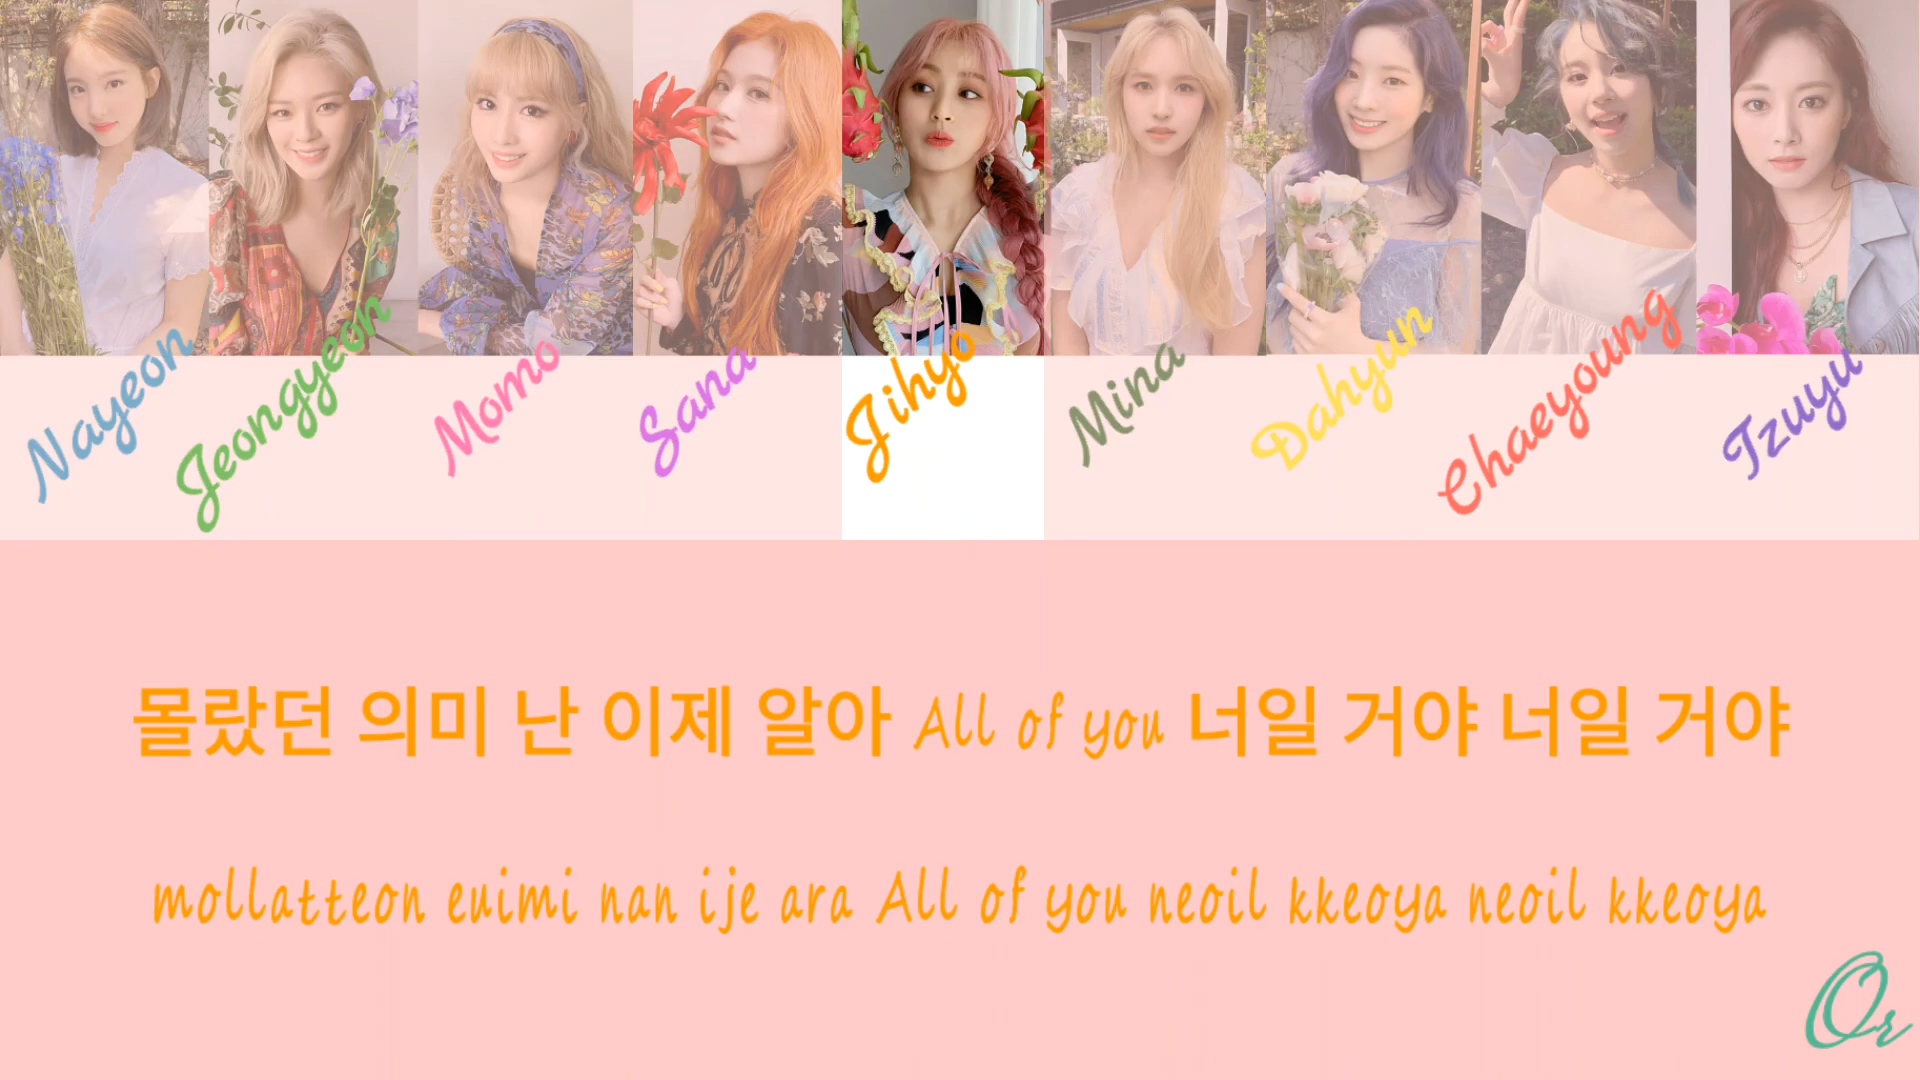 Nayeon
Jeongyeon
Momo
Sana
Jihyo
Mina
Dahyun
Chaeyoung
Tzuyu
몰랐던 의미 난 이제 알아 All of you 너일 거야 너일 거야
mollatteon euimi nan ije ara All of you neoil kkeoya neoil kkeoya
Or